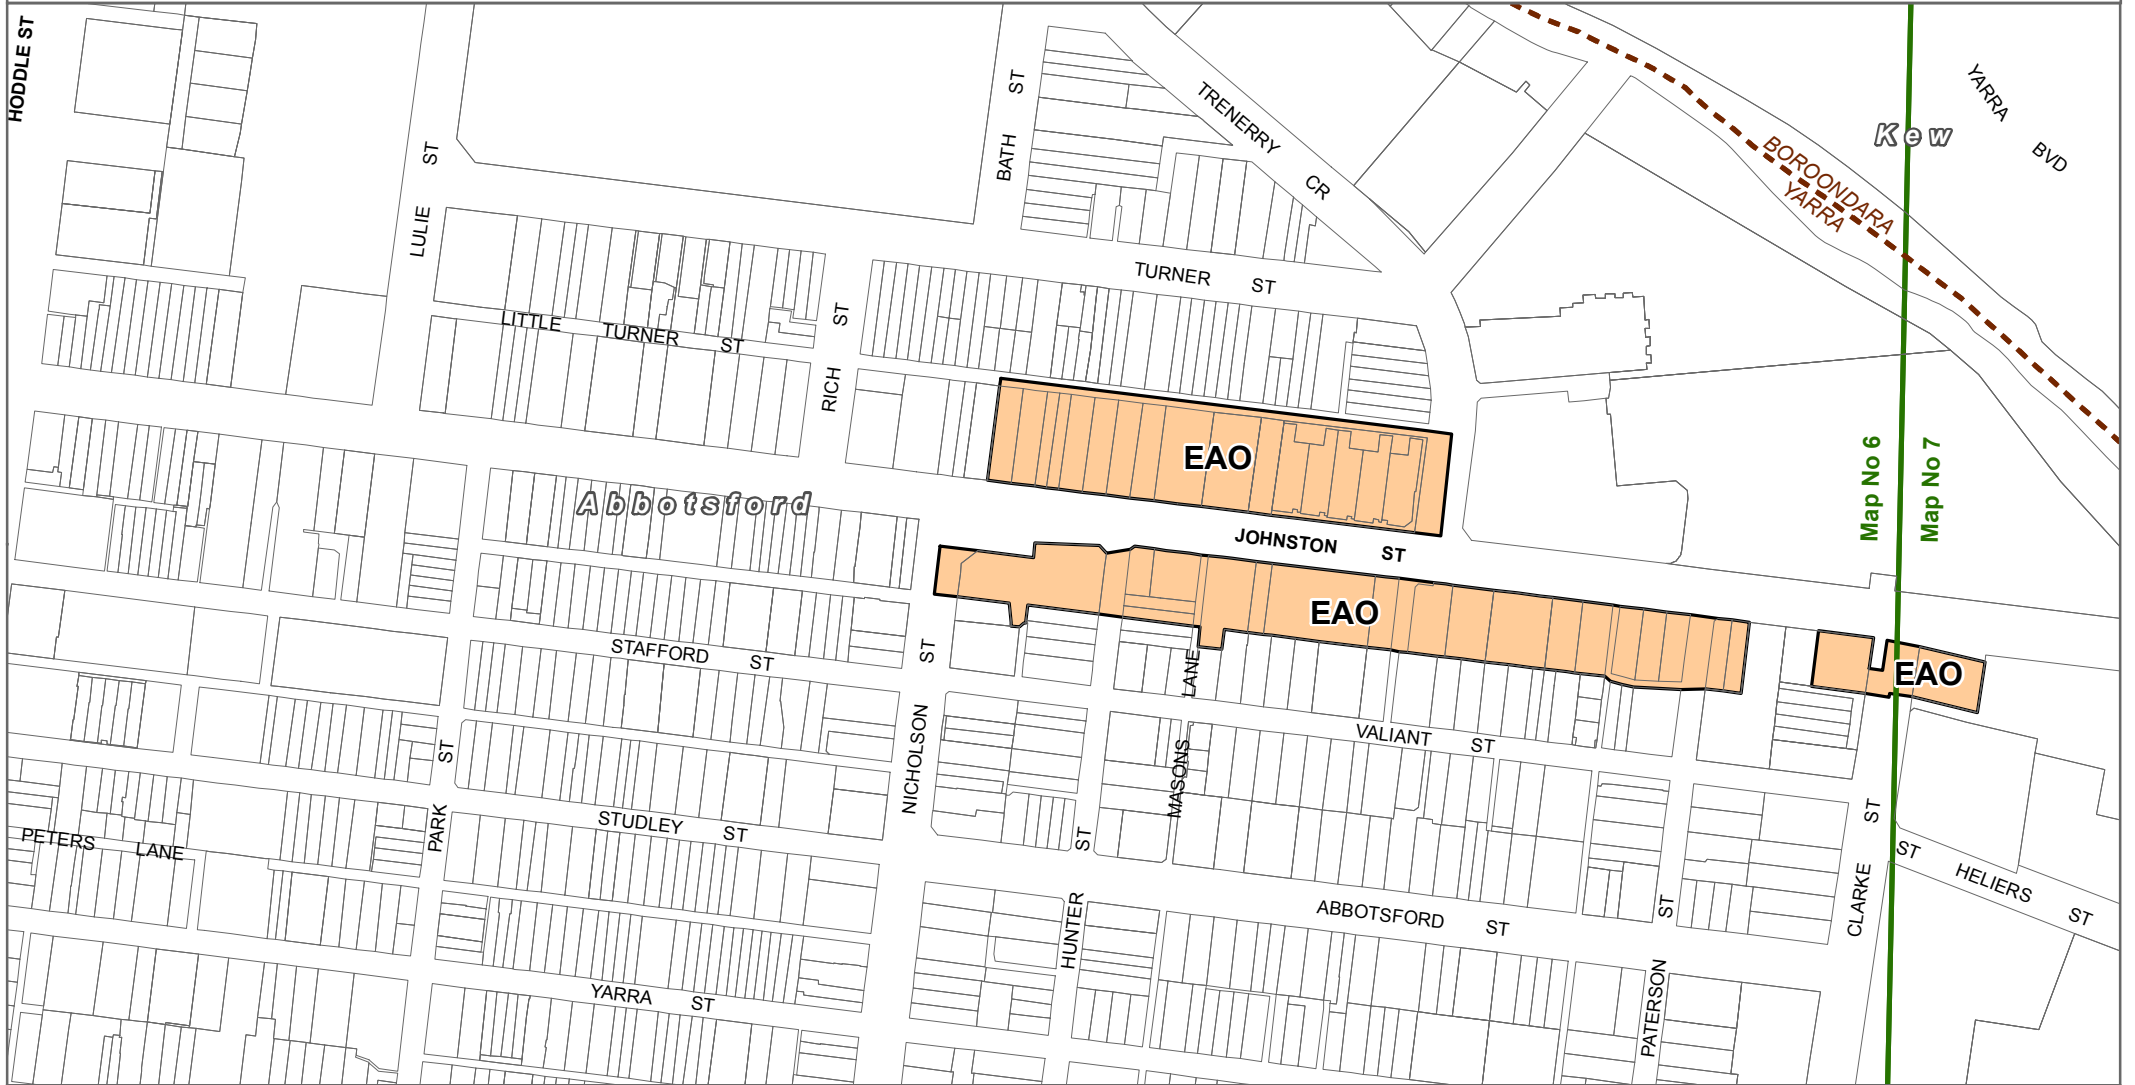 HODDLE ST
LULIE ST
BATH ST
TRENERRY CR
YARRA BVD
Kew
BOROONDARA
YARRA
TURNER ST
LITTLE TURNER ST
RICH ST
EAO
Abbotsford
JOHNSTON ST
Map No 6
Map No 7
EAO
EAO
STAFFORD ST
NICHOLSON ST
MASONS LANE
VALIANT ST
PARK ST
STUDLEY ST
PETERS LANE
HUNTER ST
ABBOTSFORD ST
PATERSON ST
CLARKE ST
ST HELIERS ST
YARRA ST